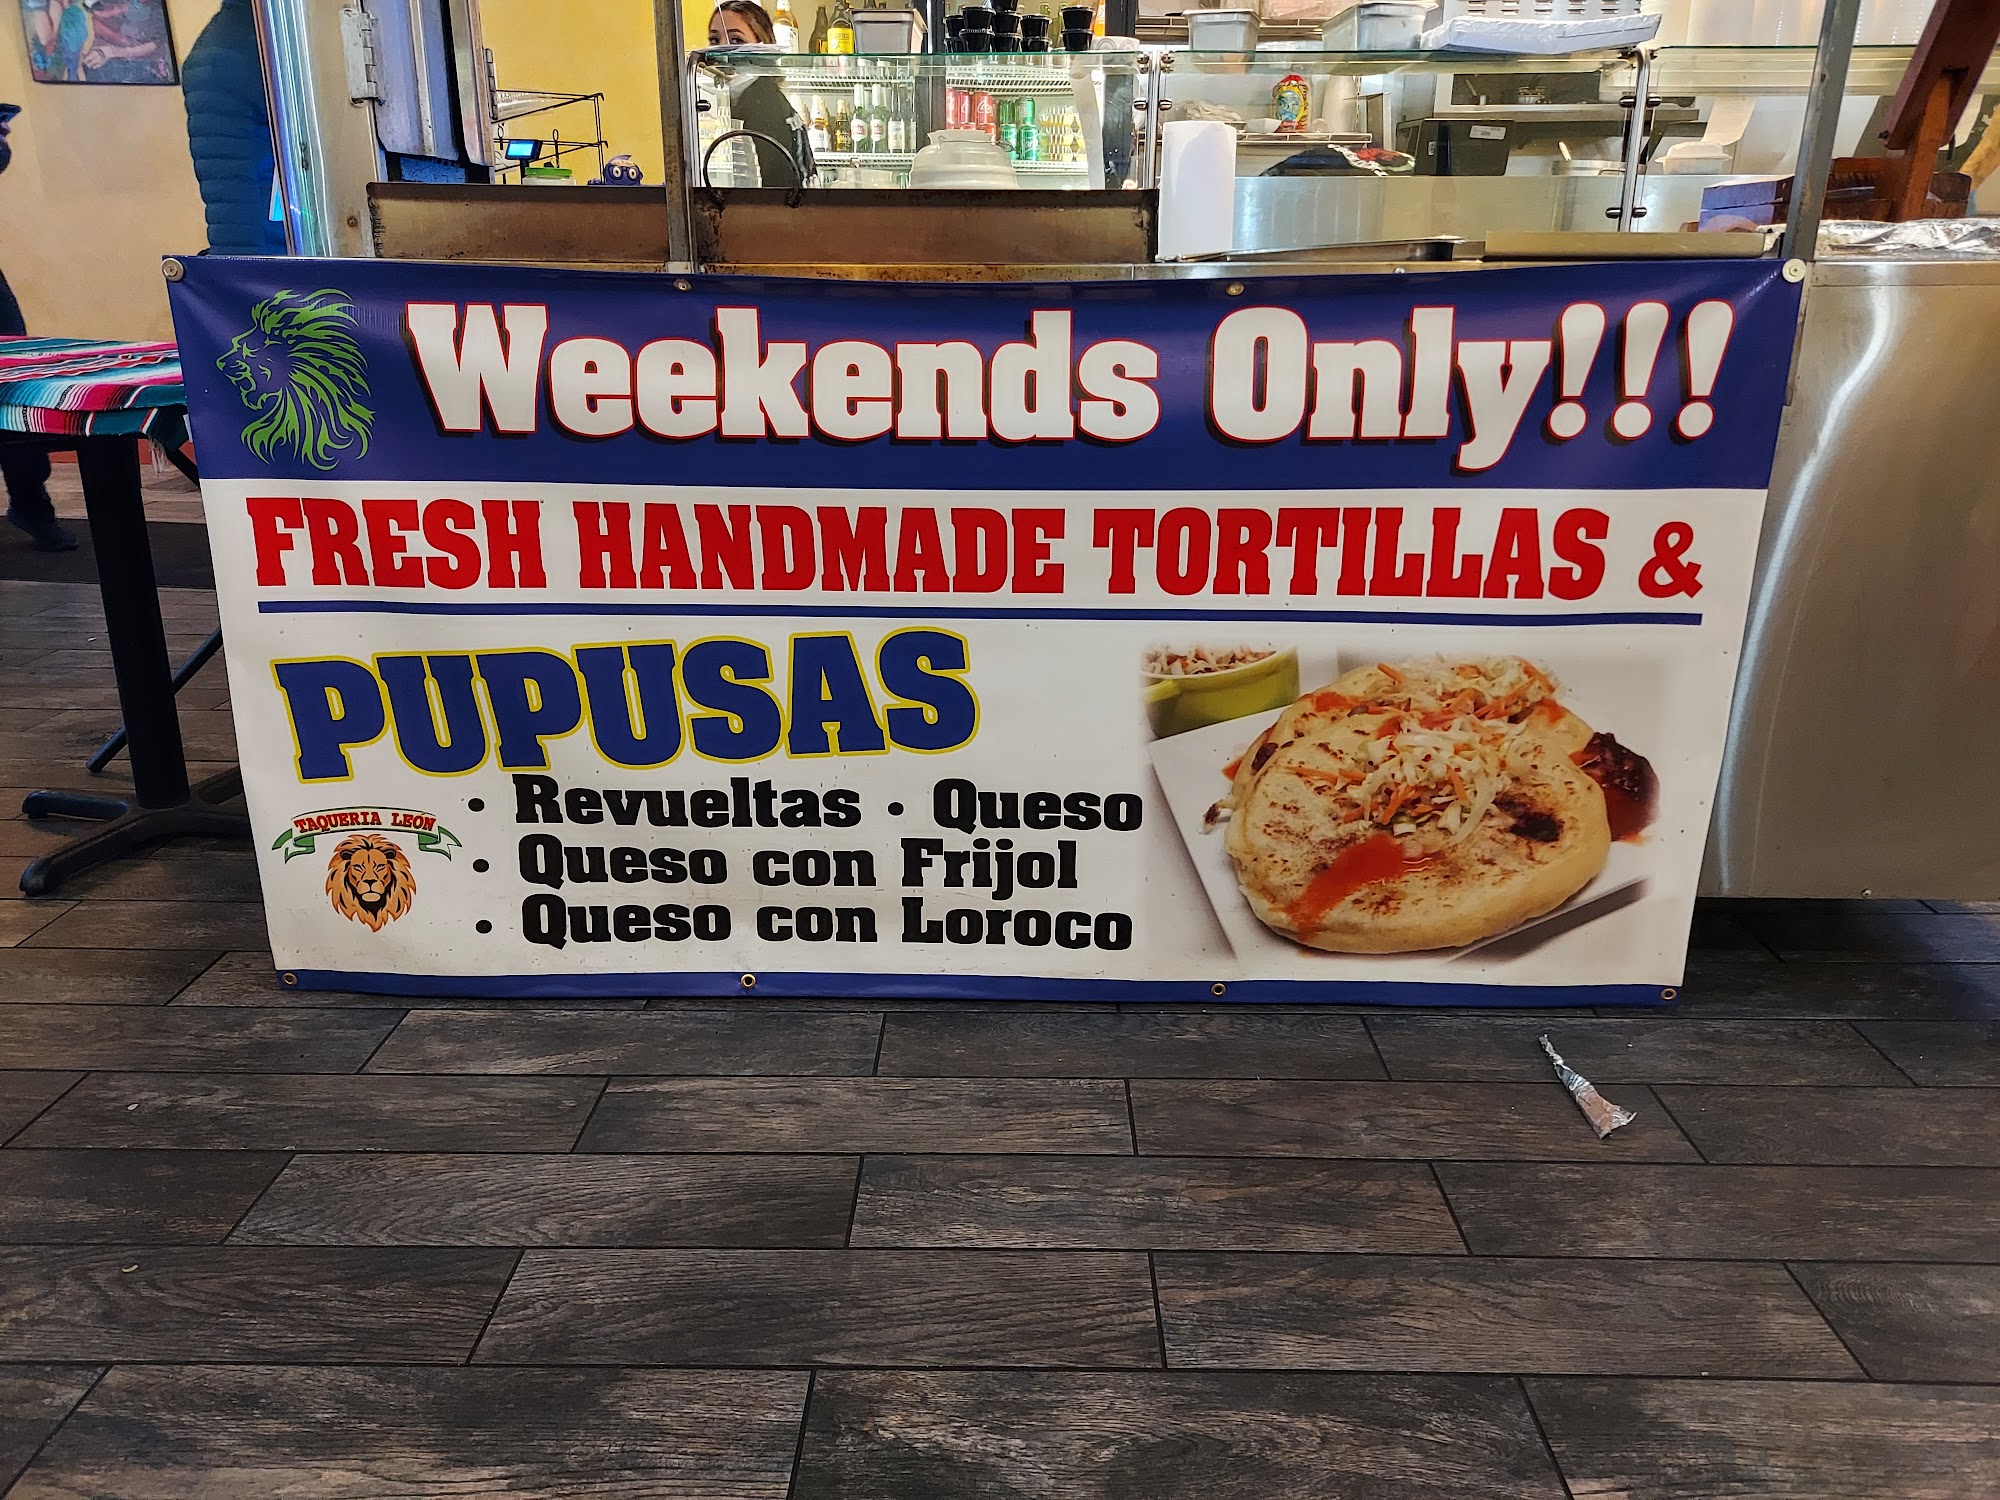 Weekends Only!!!
FRESH HANDMADE TORTILLAS &
PUPUSAS
• Revueltas • Queso
• Queso con Frijol
• Queso con Loroco
TAQUERIA LEON